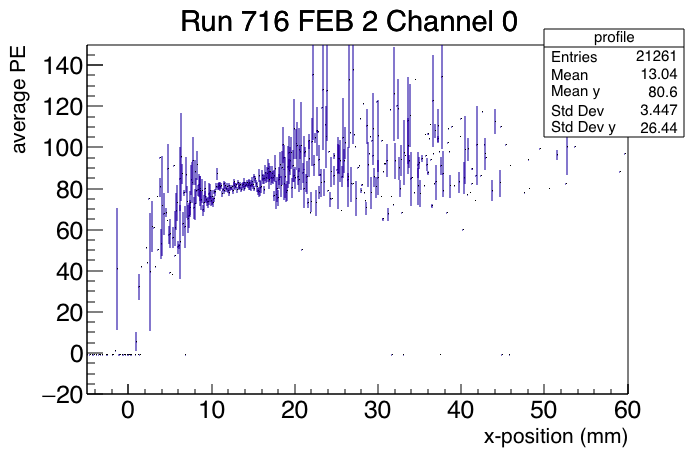 Run 716 FEB 2 Channel 0
profile
Entries 21261
Mean 13.04
Mean y 80.6
Std Dev 3.447
Std Dev y 26.44
average PE
140
120
100
80
60
40
20
0
−20
0 10 20 30 40 50 60
x-position (mm)